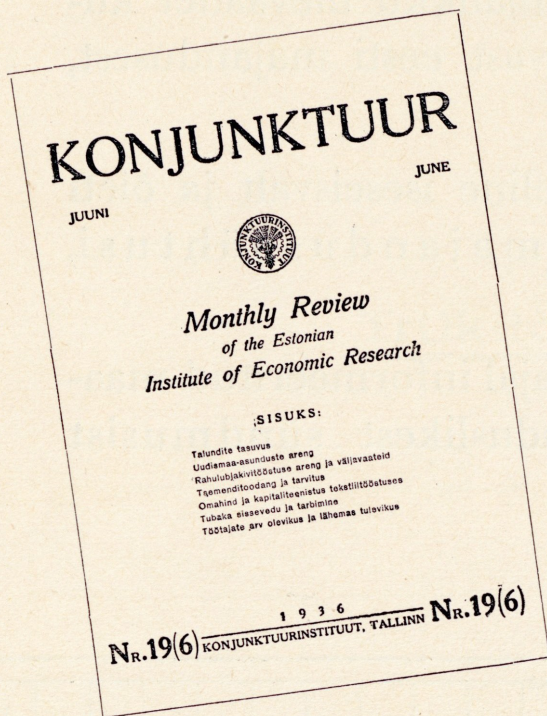 KONJUNKTUUR
JUUNI JUNE
KONJUNKTUURINSTITUUT
Monthly Review
of the Estonian
Institute of Economic Research
SISUKS:
Talundite tasuvus
Uudismaa-asunduste areng
Rahulubjakivitööstuse areng ja väljavaateid
Tsemenditoodang ja tarvitus
Omahind ja kapitaliteenistus tekstiiltööstuses
Tubaka sissevedu ja tarbimine
Töötajate arv olevikus ja lähemas tulevikus
1936
NR.19(6) KONJUNKTUURINSTITUUT, TALLINN NR.19(6)